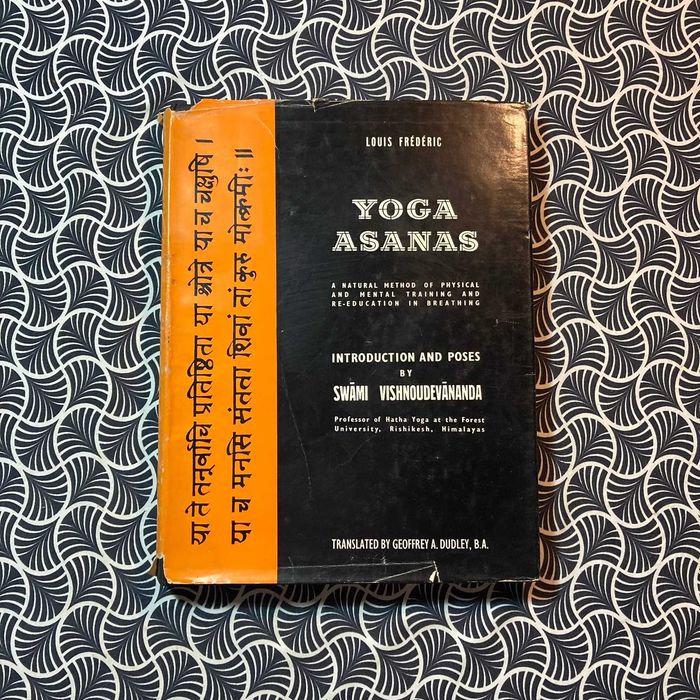 या ते तनूर्वाचि प्रतिष्ठिता या श्रोत्रे या च चक्षुषि ।
या च मनसि संतता शिवां तां कुरु मोत्क्रमीः ॥
LOUIS FRÉDÉRIC
YOGA
ASANAS
A NATURAL METHOD OF PHYSICAL
AND MENTAL TRAINING AND
RE-EDUCATION IN BREATHING
INTRODUCTION AND POSES
BY
SWĀMI VISHNOUDEVĀNANDA
Professor of Hatha Yoga at the Forest
University, Rishikesh, Himalayas
TRANSLATED BY GEOFFREY A. DUDLEY, B.A.